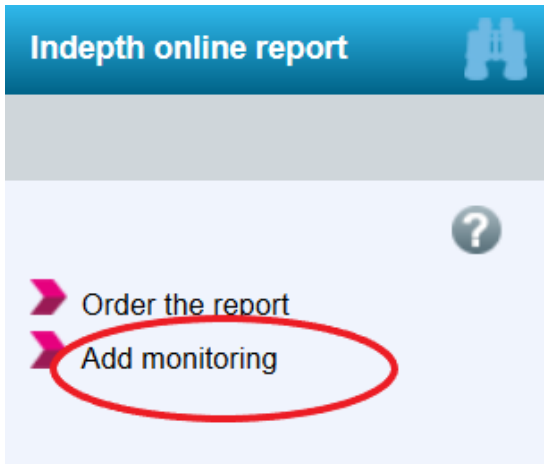 Indepth online report
?
Order the report
Add monitoring